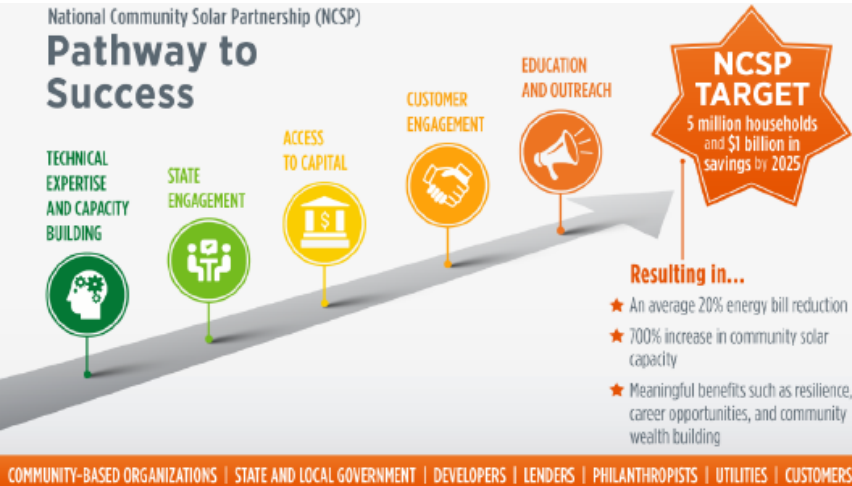 National Community Solar Partnership (NCSP)
Pathway to
Success
TECHNICAL
EXPERTISE
AND CAPACITY
BUILDING
STATE
ENGAGEMENT
ACCESS
TO CAPITAL
$
CUSTOMER
ENGAGEMENT
EDUCATION
AND OUTREACH
NCSP
TARGET
5 million households
and $1 billion in
savings by 2025
Resulting in...
An average 20% energy bill reduction
700% increase in community solar
capacity
Meaningful benefits such as resilience,
career opportunities, and community
wealth building
COMMUNITY-BASED ORGANIZATIONS | STATE AND LOCAL GOVERNMENT | DEVELOPERS | LENDERS | PHILANTHROPISTS | UTILITIES | CUSTOMERS